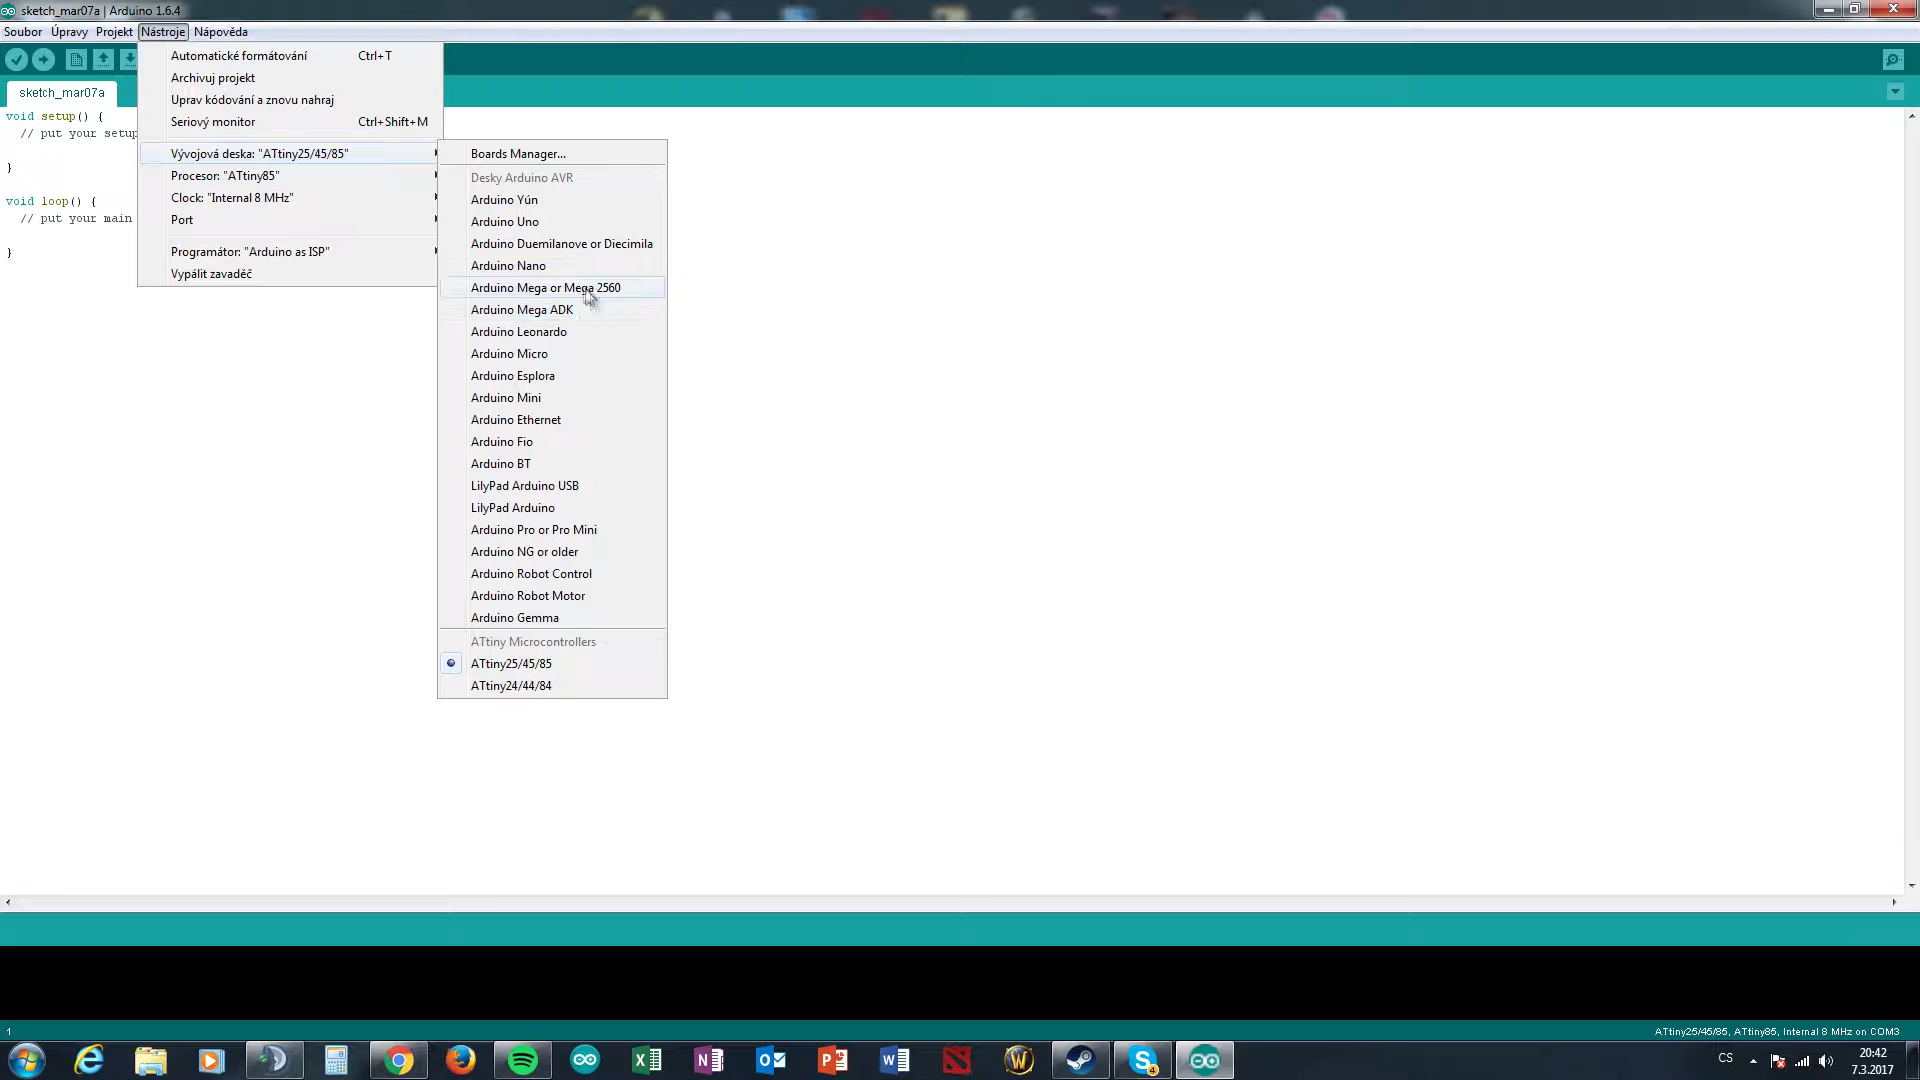 sketch_mar07a | Arduino 1.6.4
Soubor Úpravy Projekt Nástroje Nápověda
sketch_mar07a
void setup() {
// put your setup
}
void loop() {
// put your main
}
Automatické formátování Ctrl+T
Archivuj projekt
Uprav kódování a znovu nahraj
Seriový monitor Ctrl+Shift+M
Vývojová deska: "ATtiny25/45/85"
Procesor: "ATtiny85"
Clock: "Internal 8 MHz"
Port
Programátor: "Arduino as ISP"
Vypálit zavaděč
Boards Manager...
Desky Arduino AVR
Arduino Yún
Arduino Uno
Arduino Duemilanove or Diecimila
Arduino Nano
Arduino Mega or Mega 2560
Arduino Mega ADK
Arduino Leonardo
Arduino Micro
Arduino Esplora
Arduino Mini
Arduino Ethernet
Arduino Fio
Arduino BT
LilyPad Arduino USB
LilyPad Arduino
Arduino Pro or Pro Mini
Arduino NG or older
Arduino Robot Control
Arduino Robot Motor
Arduino Gemma
ATtiny Microcontrollers
ATtiny25/45/85
ATtiny24/44/84
1
ATtiny25/45/85, ATtiny85, Internal 8 MHz on COM3
4
CS
20:42
7.3.2017